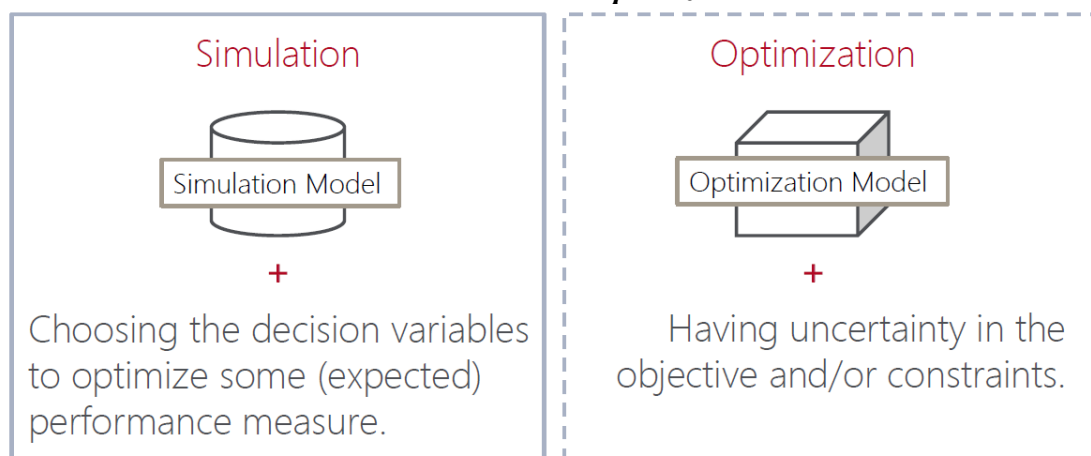 Simulation
Simulation Model
+
Choosing the decision variables
to optimize some (expected)
performance measure.
Optimization
Optimization Model
+
Having uncertainty in the
objective and/or constraints.